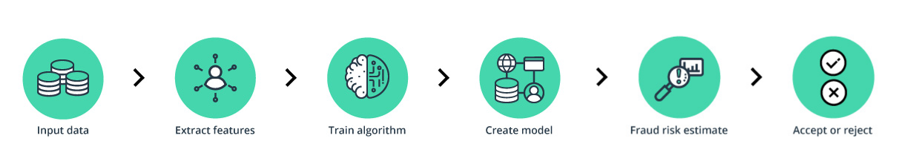 Input data
Extract features
Train algorithm
Create model
Fraud risk estimate
Accept or reject